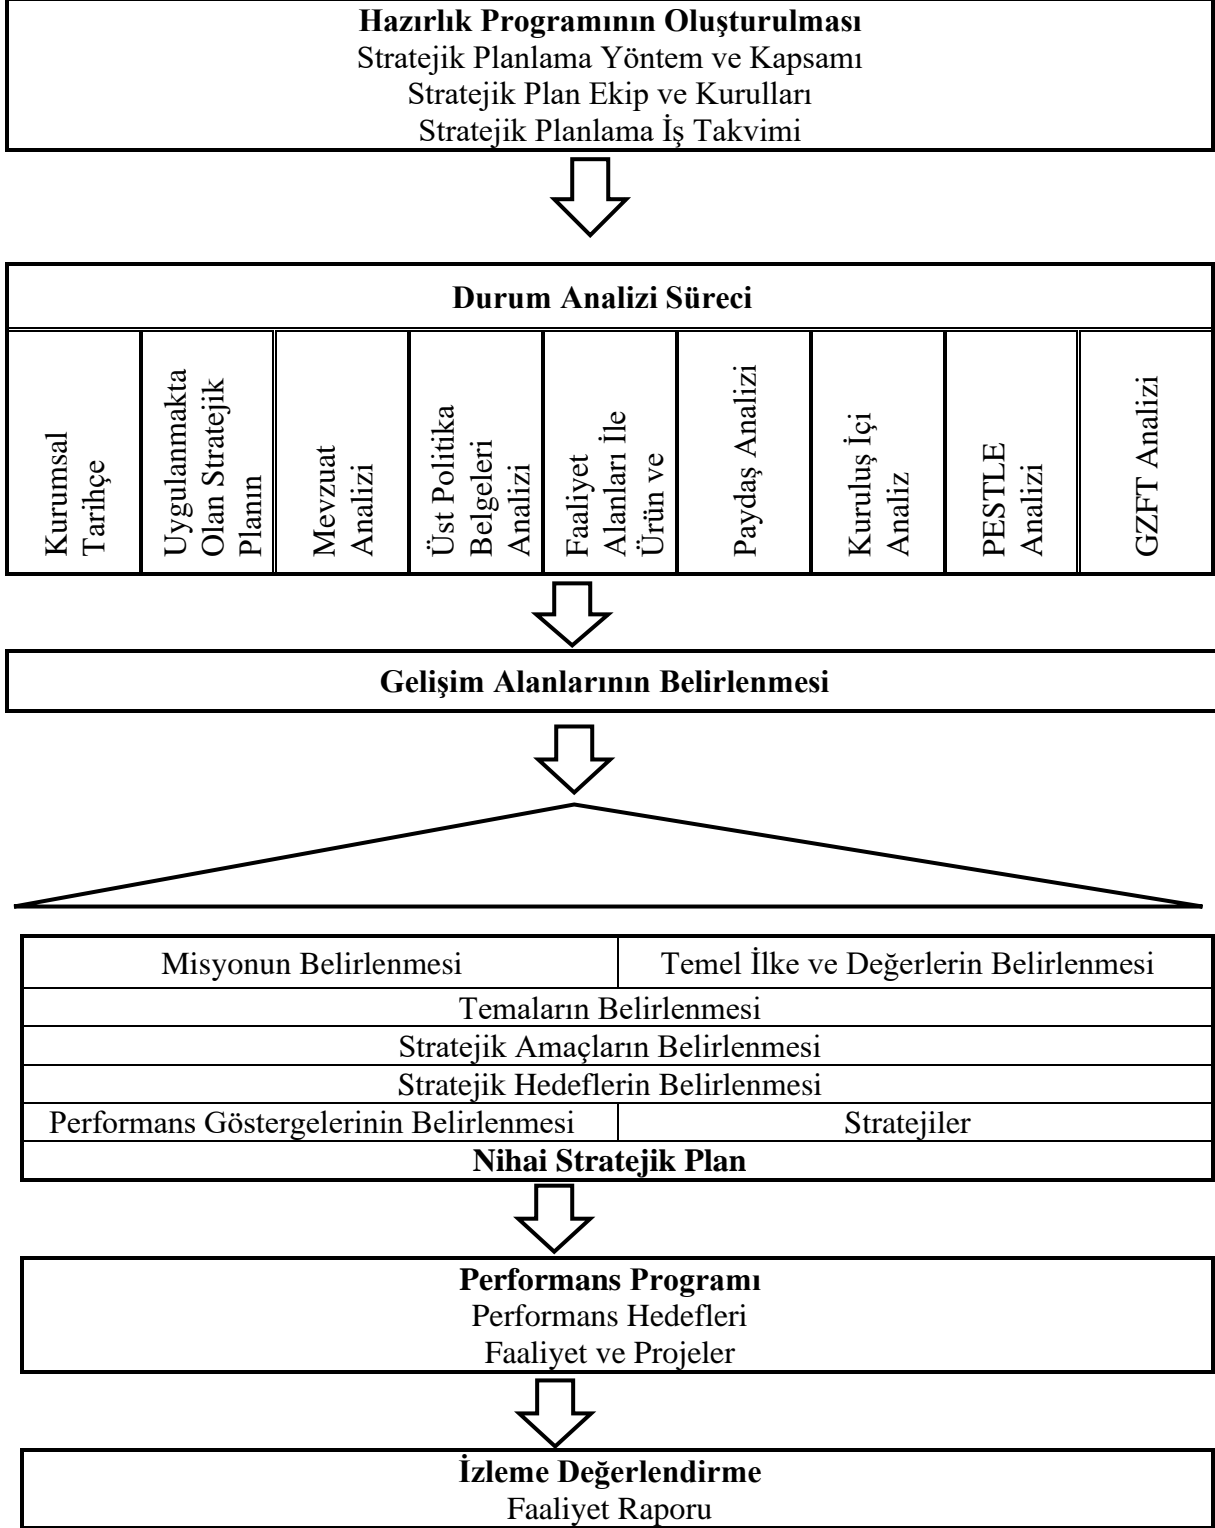 Hazırlık Programının Oluşturulması
Stratejik Planlama Yöntem ve Kapsamı
Stratejik Plan Ekip ve Kurulları
Stratejik Planlama İş Takvimi
Durum Analizi Süreci
Kurumsal
Tarihçe
Uygulanmakta
Olan Stratejik
Planın
Mevzuat
Analizi
Üst Politika
Belgeleri
Analizi
Faaliyet
Alanları İle
Ürün ve
Paydaş Analizi
Kuruluş İçi
Analiz
PESTLE
Analizi
GZFT Analizi
Gelişim Alanlarının Belirlenmesi
Misyonun Belirlenmesi
Temel İlke ve Değerlerin Belirlenmesi
Temaların Belirlenmesi
Stratejik Amaçların Belirlenmesi
Stratejik Hedeflerin Belirlenmesi
Performans Göstergelerinin Belirlenmesi
Stratejiler
Nihai Stratejik Plan
Performans Programı
Performans Hedefleri
Faaliyet ve Projeler
İzleme Değerlendirme
Faaliyet Raporu